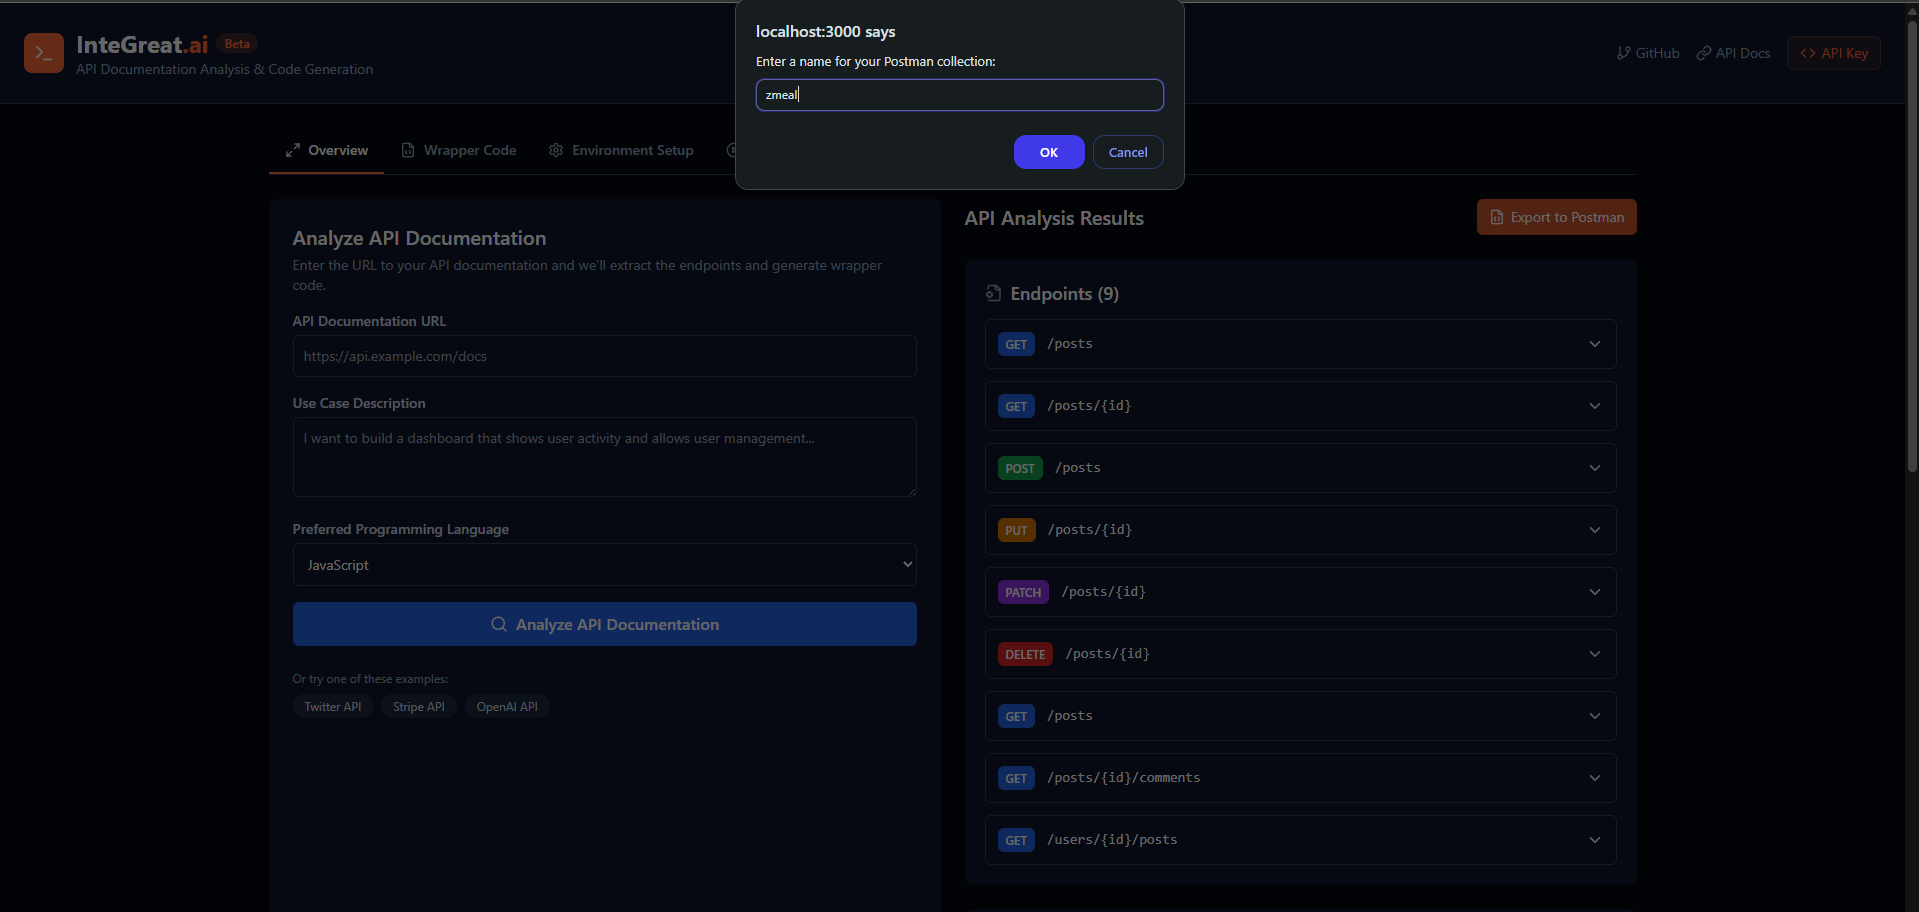 InteGreat.ai Beta
API Documentation Analysis & Code Generation
localhost:3000 says
Enter a name for your Postman collection:
zmeal
OK
Cancel
GitHub
API Docs
API Key
Overview
Wrapper Code
Environment Setup
Analyze API Documentation
Enter the URL to your API documentation and we'll extract the endpoints and generate wrapper
code.
API Documentation URL
https://api.example.com/docs
Use Case Description
I want to build a dashboard that shows user activity and allows user management...
Preferred Programming Language
JavaScript
Analyze API Documentation
Or try one of these examples:
Twitter API
Stripe API
OpenAI API
API Analysis Results
Export to Postman
Endpoints (9)
GET /posts
GET /posts/{id}
POST /posts
PUT /posts/{id}
PATCH /posts/{id}
DELETE /posts/{id}
GET /posts
GET /posts/{id}/comments
GET /users/{id}/posts